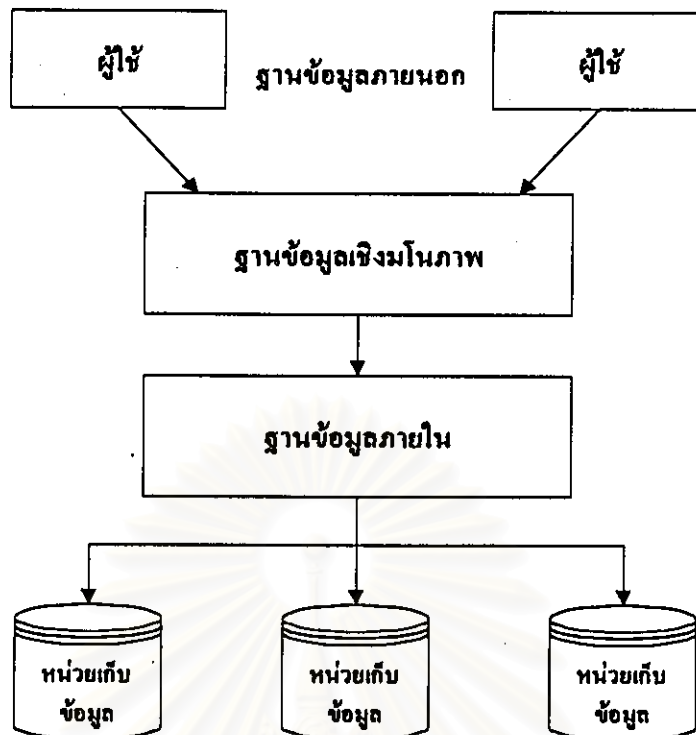 ผู้ใช้
ฐานข้อมูลภายนอก
ผู้ใช้
ฐานข้อมูลเชิงมโนภาพ
ฐานข้อมูลภายใน
หน่วยเก็บ
ข้อมูล
หน่วยเก็บ
ข้อมูล
หน่วยเก็บ
ข้อมูล